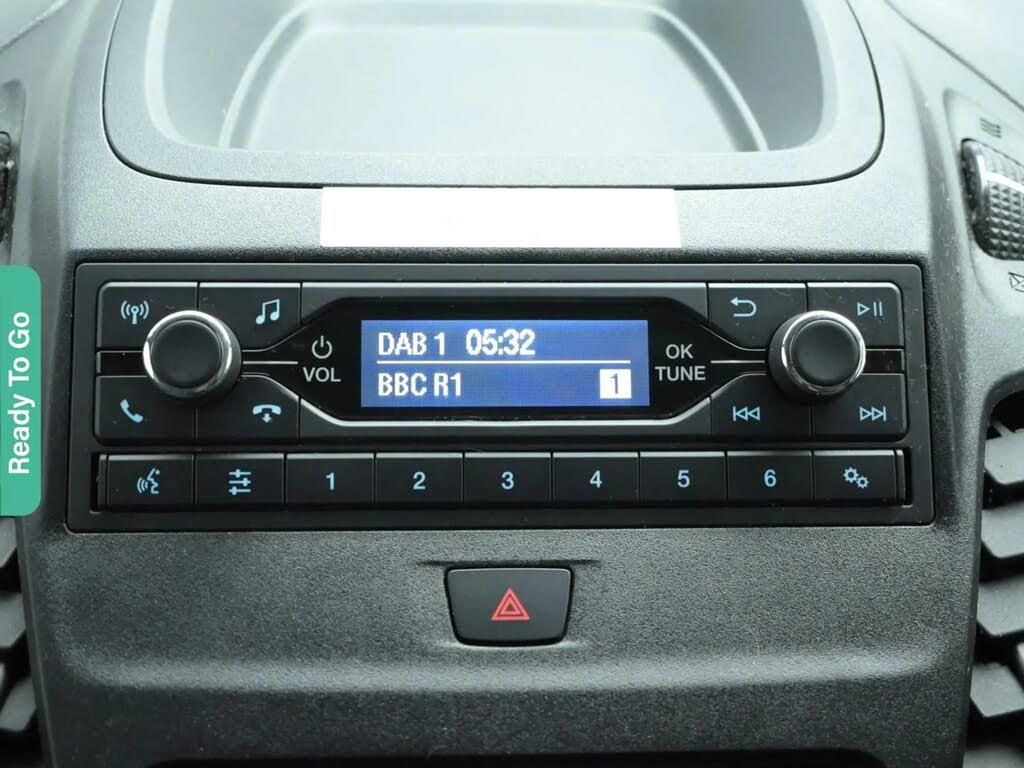 Ready To Go
DAB 1 05:32
BBC R1 1
VOL
OK
TUNE
1 2 3 4 5 6